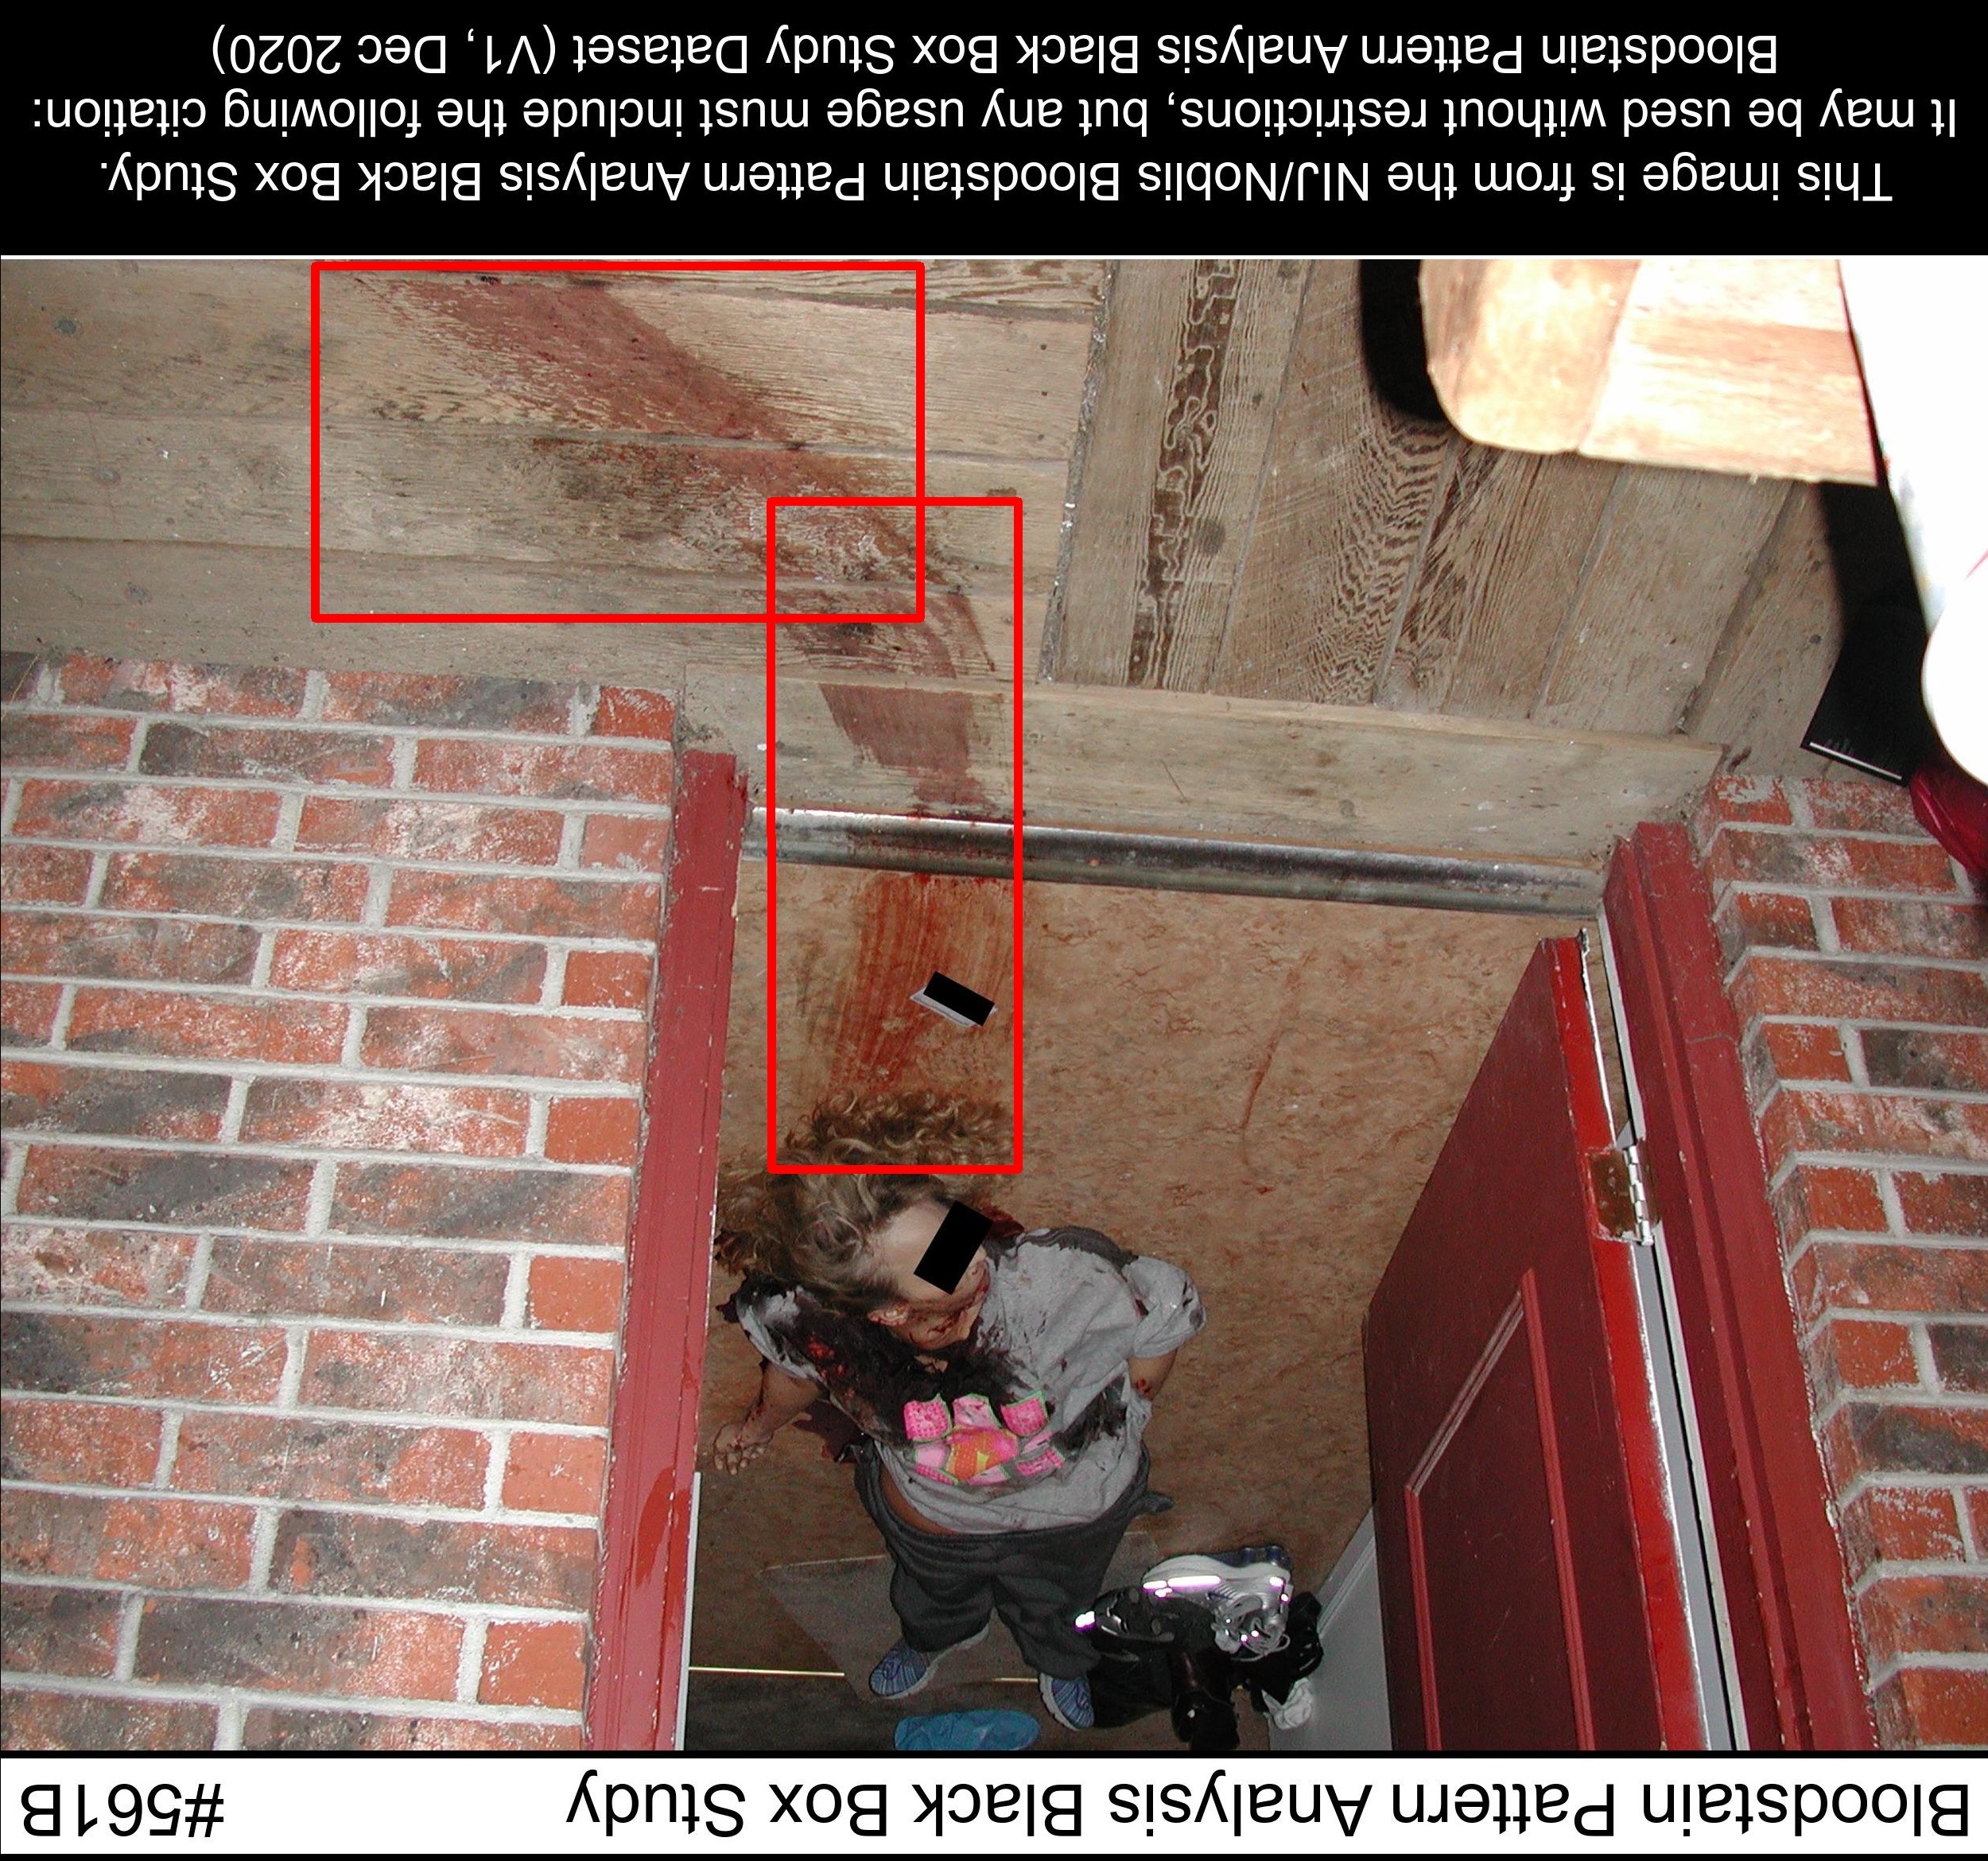 Bloodstain Pattern Analysis Black Box Study #561B
This image is from the NIJ/Noblis Bloodstain Pattern Analysis Black Box Study.
It may be used without restrictions, but any usage must include the following citation:
Bloodstain Pattern Analysis Black Box Study Dataset (V1, Dec 2020)